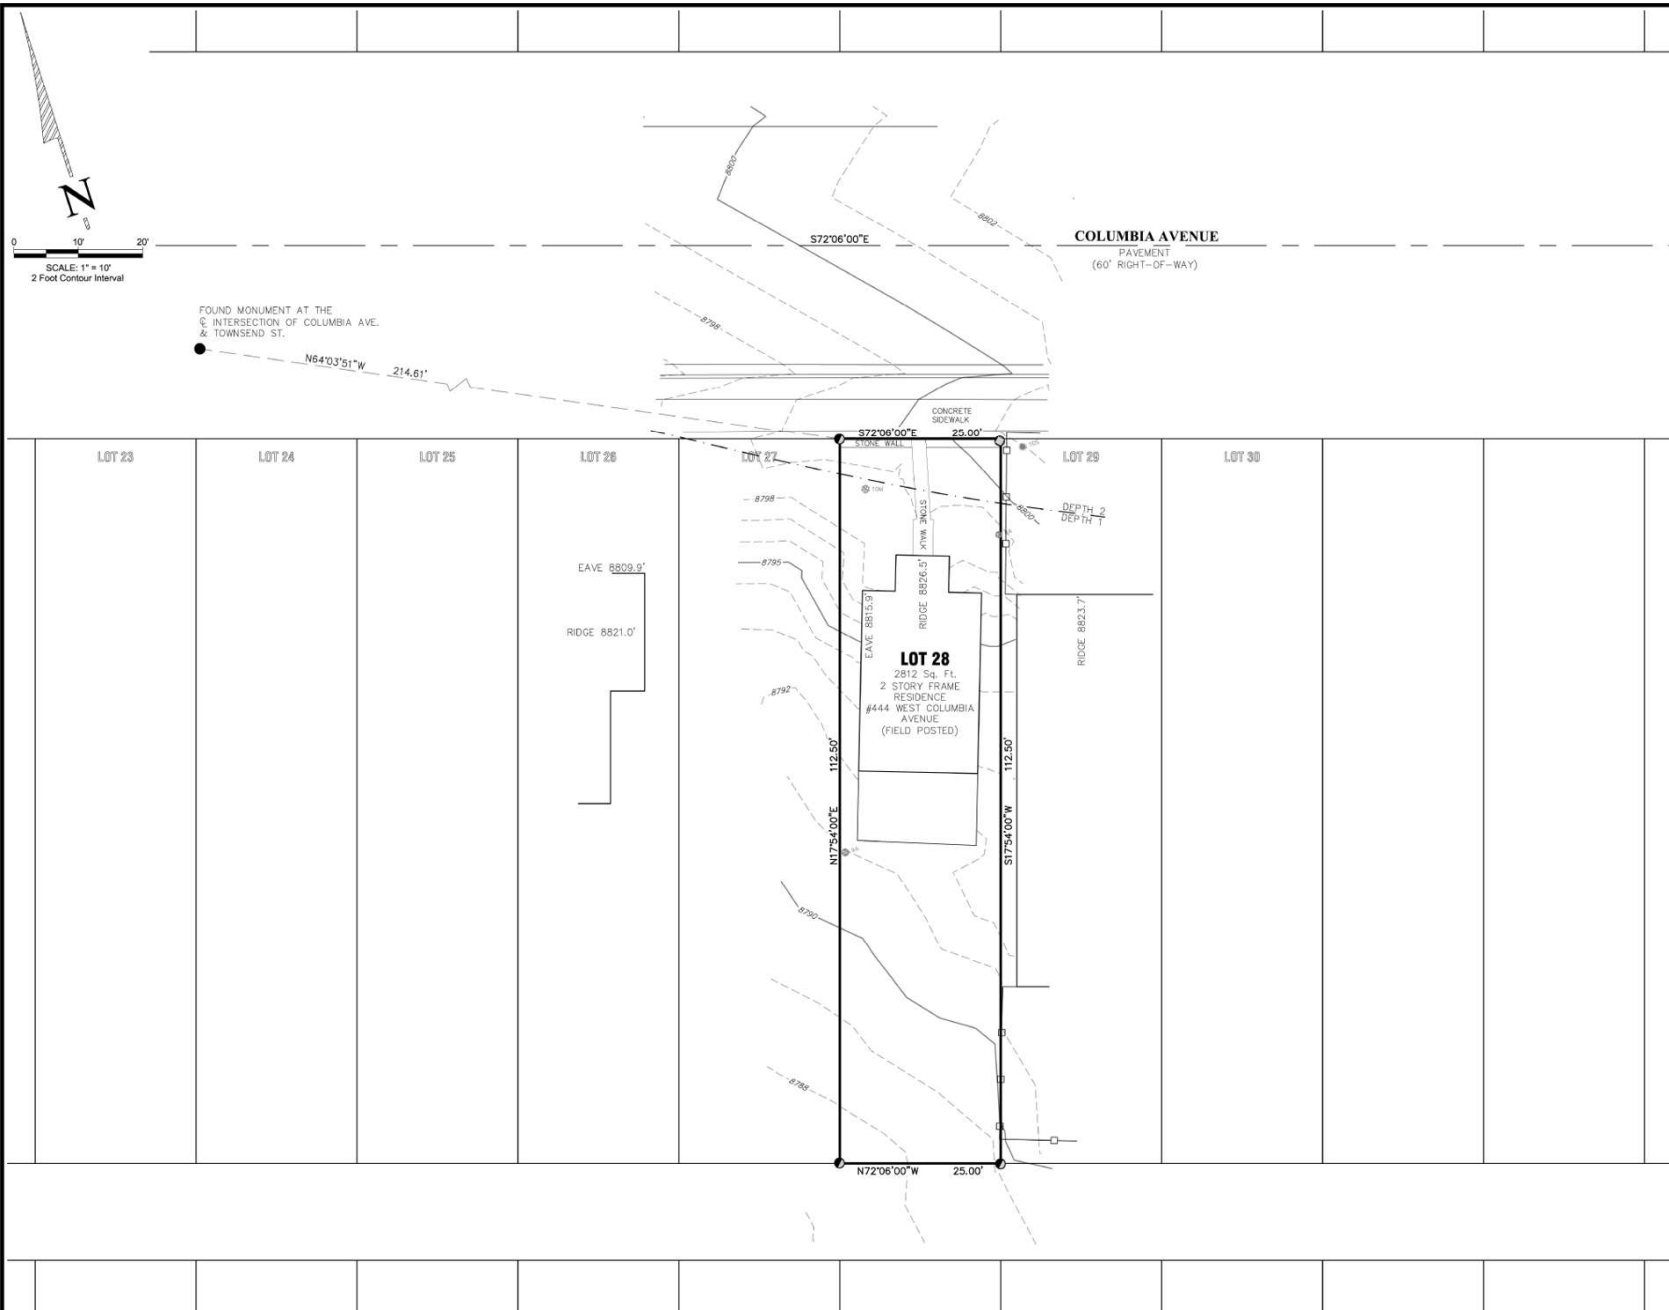 N
0 10' 20'
SCALE: 1" = 10'
2 Foot Contour Interval
8800
8802
S72°06'00"E
COLUMBIA AVENUE
PAVEMENT
(60' RIGHT-OF-WAY)
8798
FOUND MONUMENT AT THE
℄ INTERSECTION OF COLUMBIA AVE.
& TOWNSEND ST.
N64°03'51"W 214.61'
CONCRETE
SIDEWALK
S72°06'00"E 25.00'
STONE WALL
LOT 23
LOT 24
LOT 25
LOT 26
LOT 27
LOT 29
LOT 30
8798
STONE WALK
8800
DEPTH 2
DEPTH 1
8795
EAVE 8809.9'
RIDGE 8821.0'
EAVE 8815.9'
RIDGE 8826.5'
RIDGE 8823.7'
LOT 28
2812 Sq. Ft.
2 STORY FRAME
RESIDENCE
#444 WEST COLUMBIA
AVENUE
(FIELD POSTED)
8792
N17°54'00"E 112.50'
S17°54'00"W 112.50'
8790
8788
N72°06'00"W 25.00'